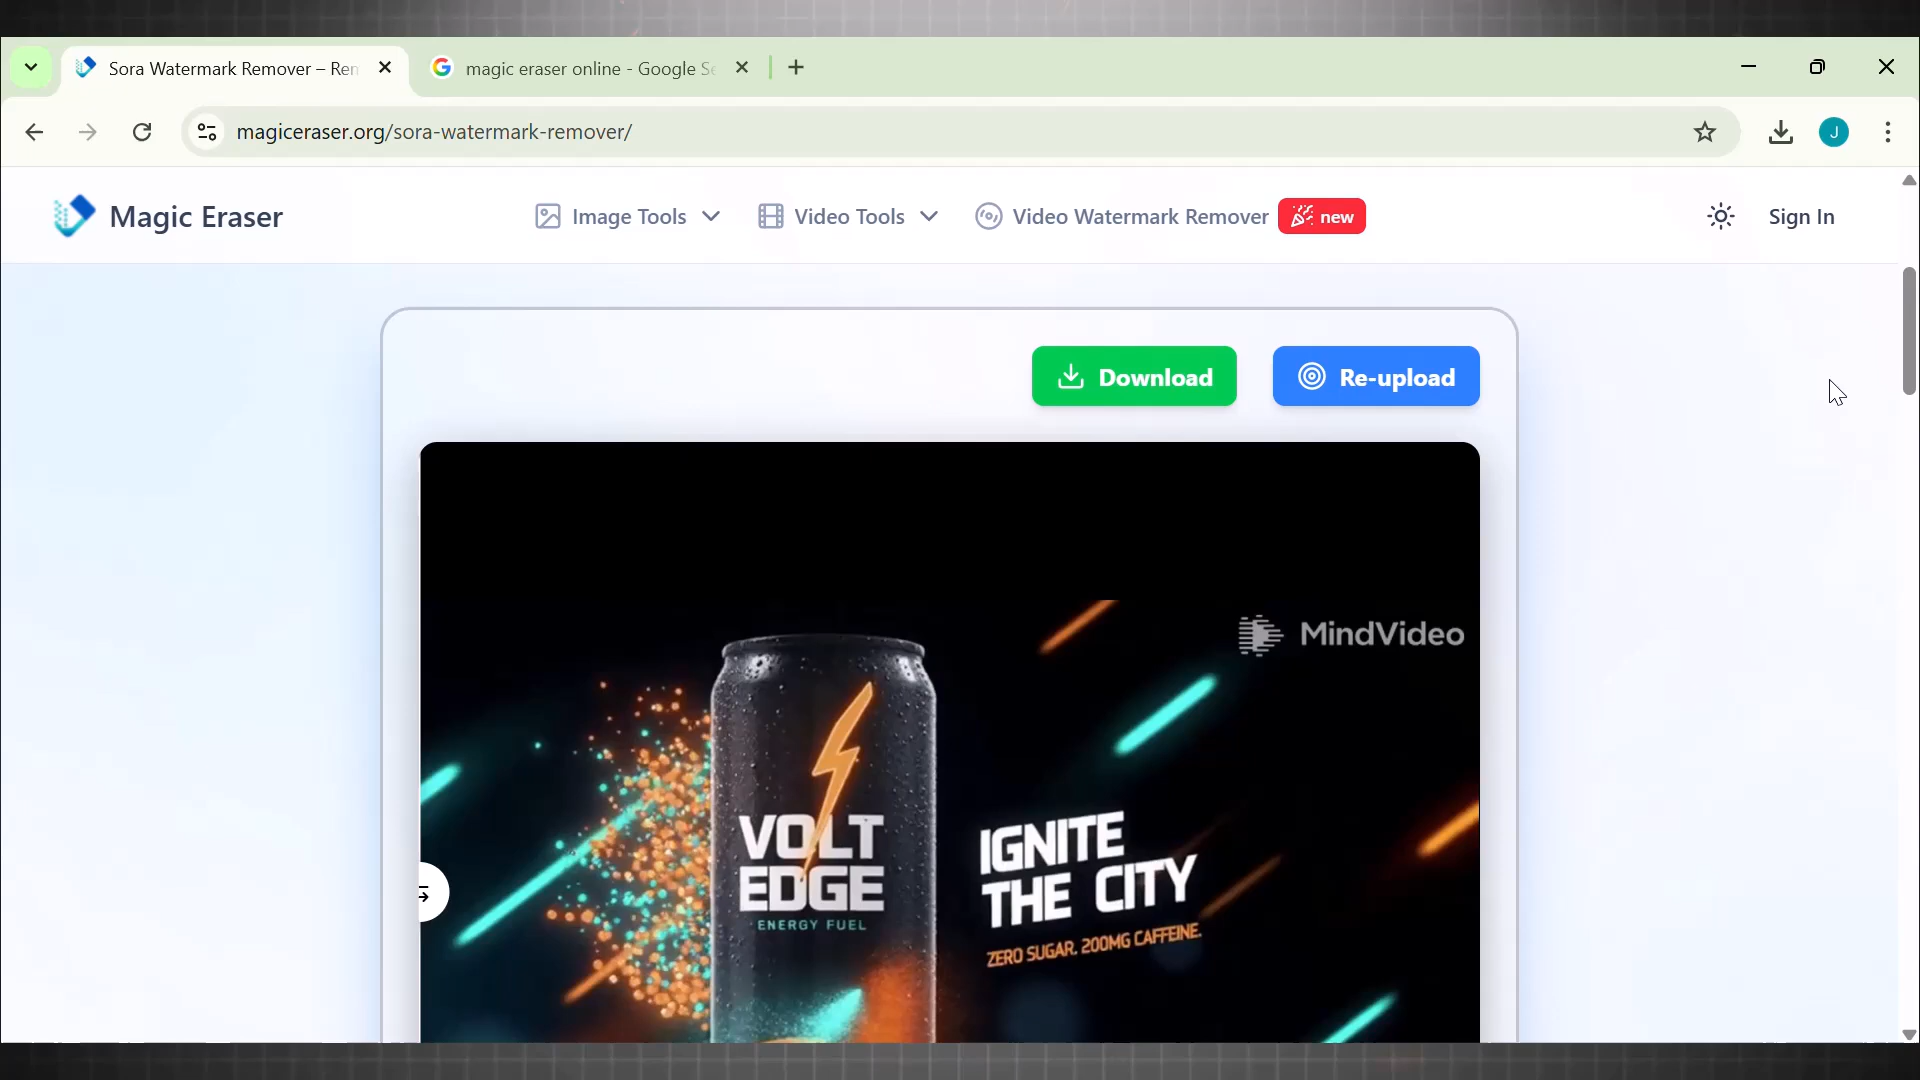 Sora Watermark Remover – Ren
magic eraser online - Google Se
magiceraser.org/sora-watermark-remover/
J
Magic Eraser
Image Tools
Video Tools
Video Watermark Remover
new
Sign In
Download
Re-upload
MindVideo
VOLT
EDGE
ENERGY FUEL
IGNITE
THE CITY
ZERO SUGAR. 200MG CAFFEINE.